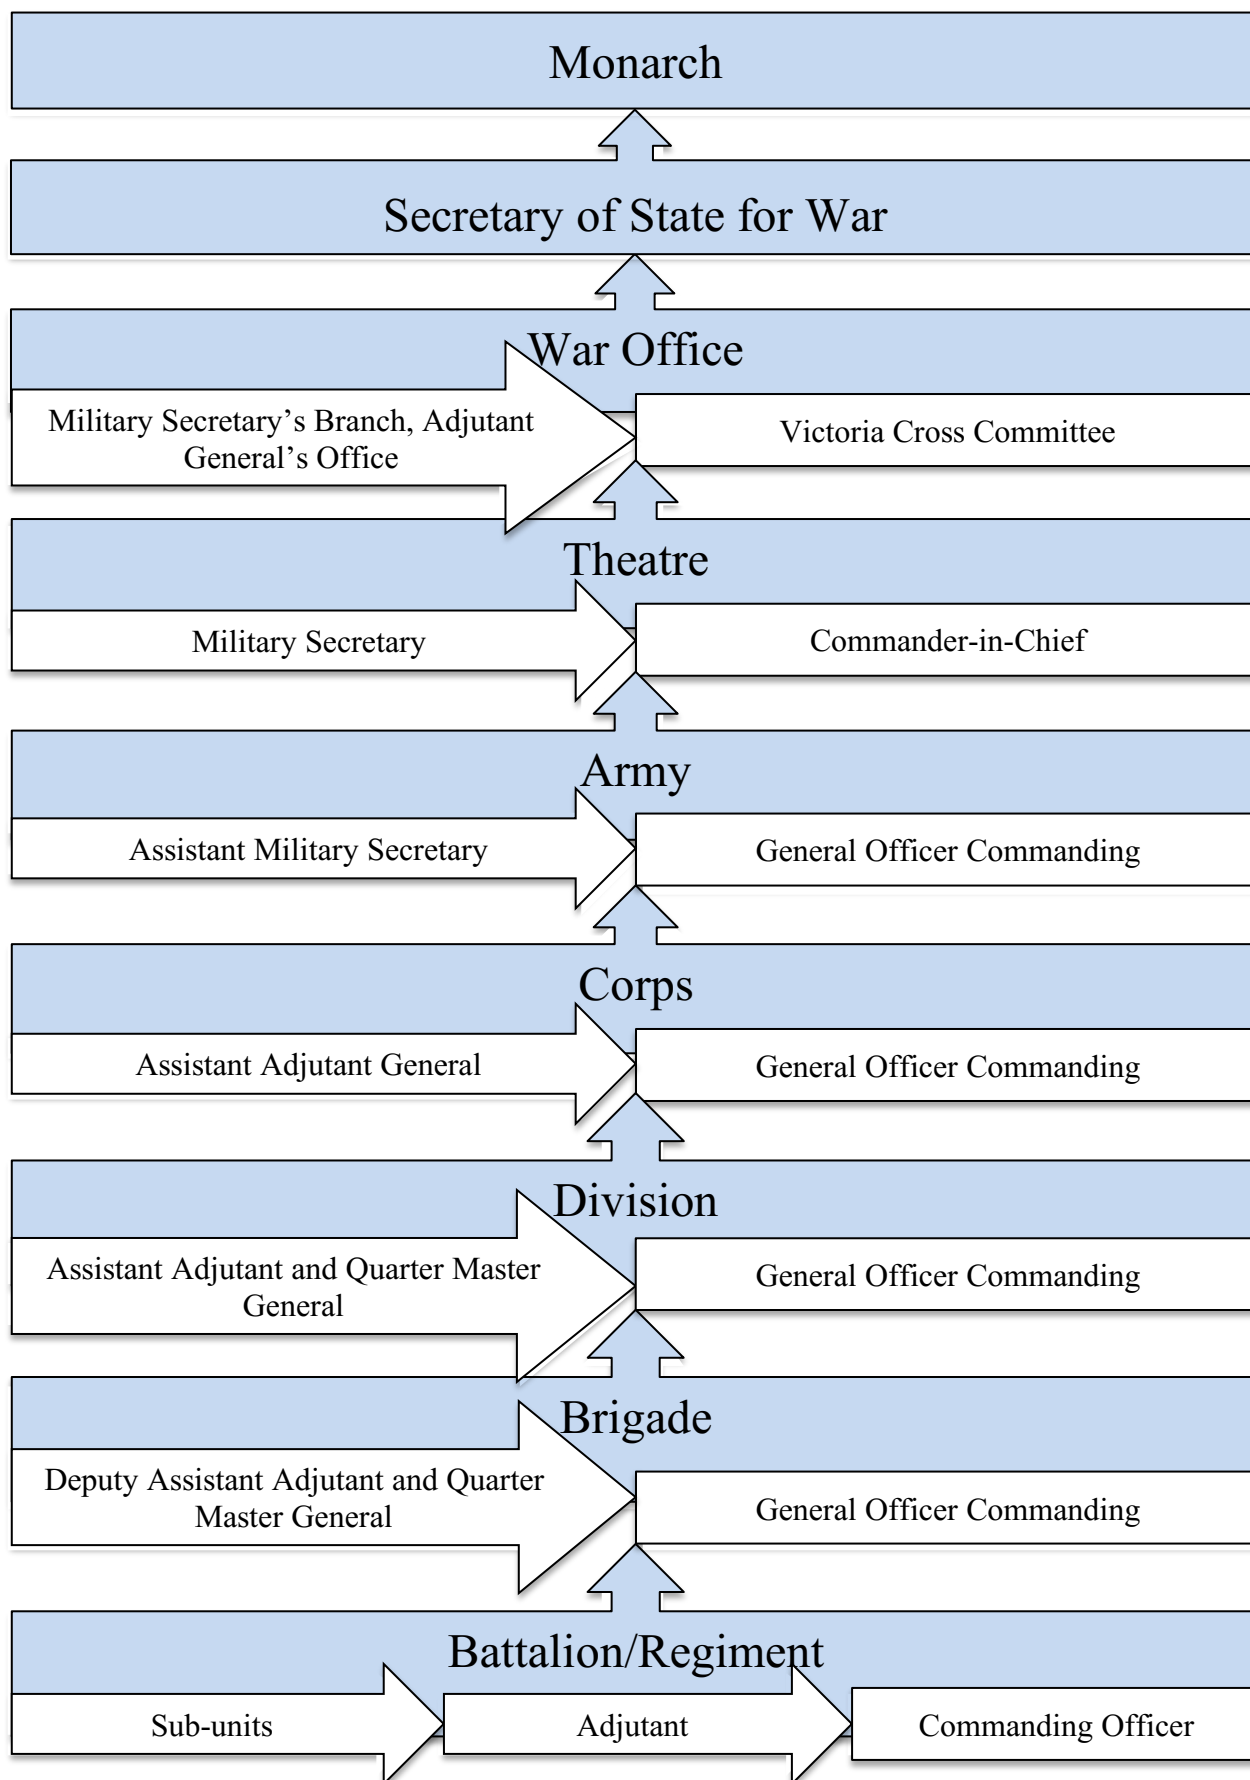 Monarch
Secretary of State for War
War Office
Military Secretary’s Branch, Adjutant
General’s Office
Victoria Cross Committee
Theatre
Military Secretary
Commander-in-Chief
Army
Assistant Military Secretary
General Officer Commanding
Corps
Assistant Adjutant General
General Officer Commanding
Division
Assistant Adjutant and Quarter Master
General
General Officer Commanding
Brigade
Deputy Assistant Adjutant and Quarter
Master General
General Officer Commanding
Battalion/Regiment
Sub-units
Adjutant
Commanding Officer